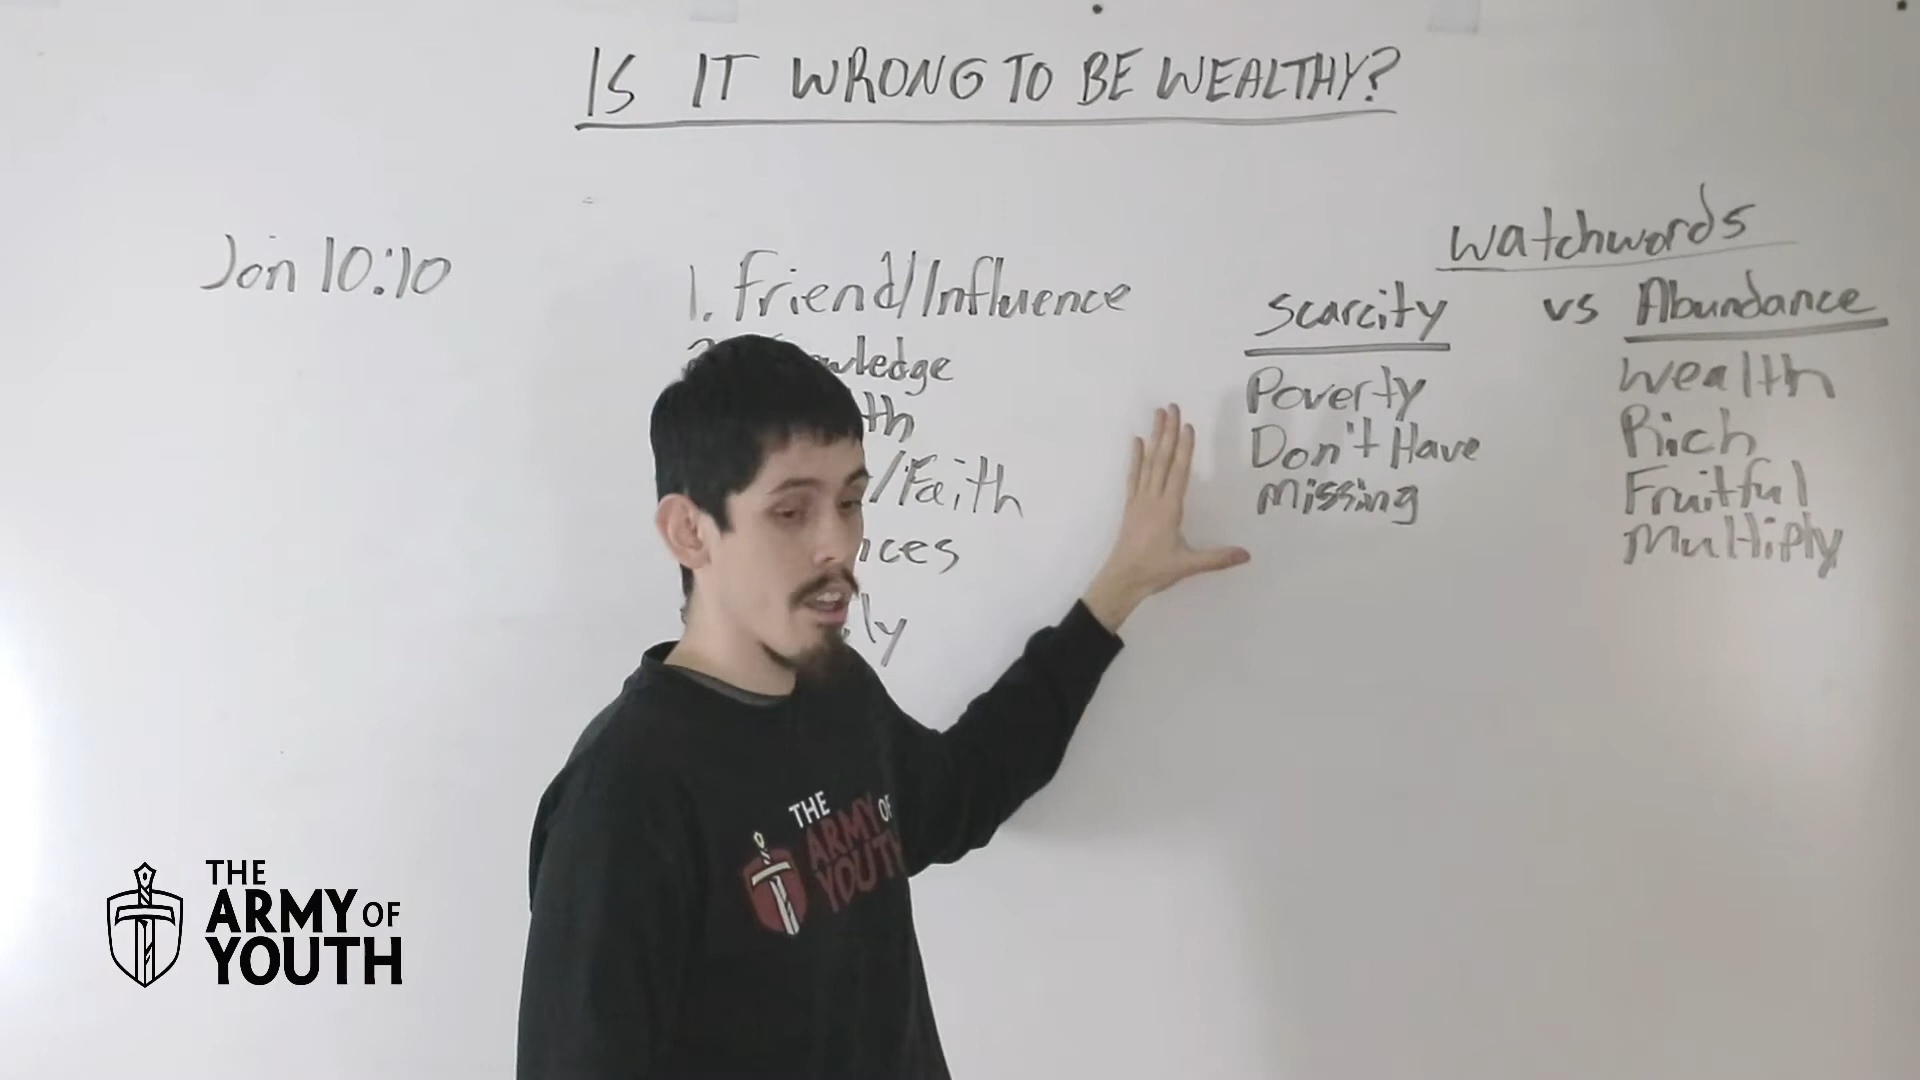 IS IT WRONG TO BE WEALTHY?
Jon 10:10
1. Friend/Influence
/Faith
Watchwords
Scarcity vs Abundance
Poverty
Don't Have
Missing
Wealth
Rich
Fruitful
Multiply
THE
ARMY OF
YOUTH
THE
ARMY OF
YOUTH